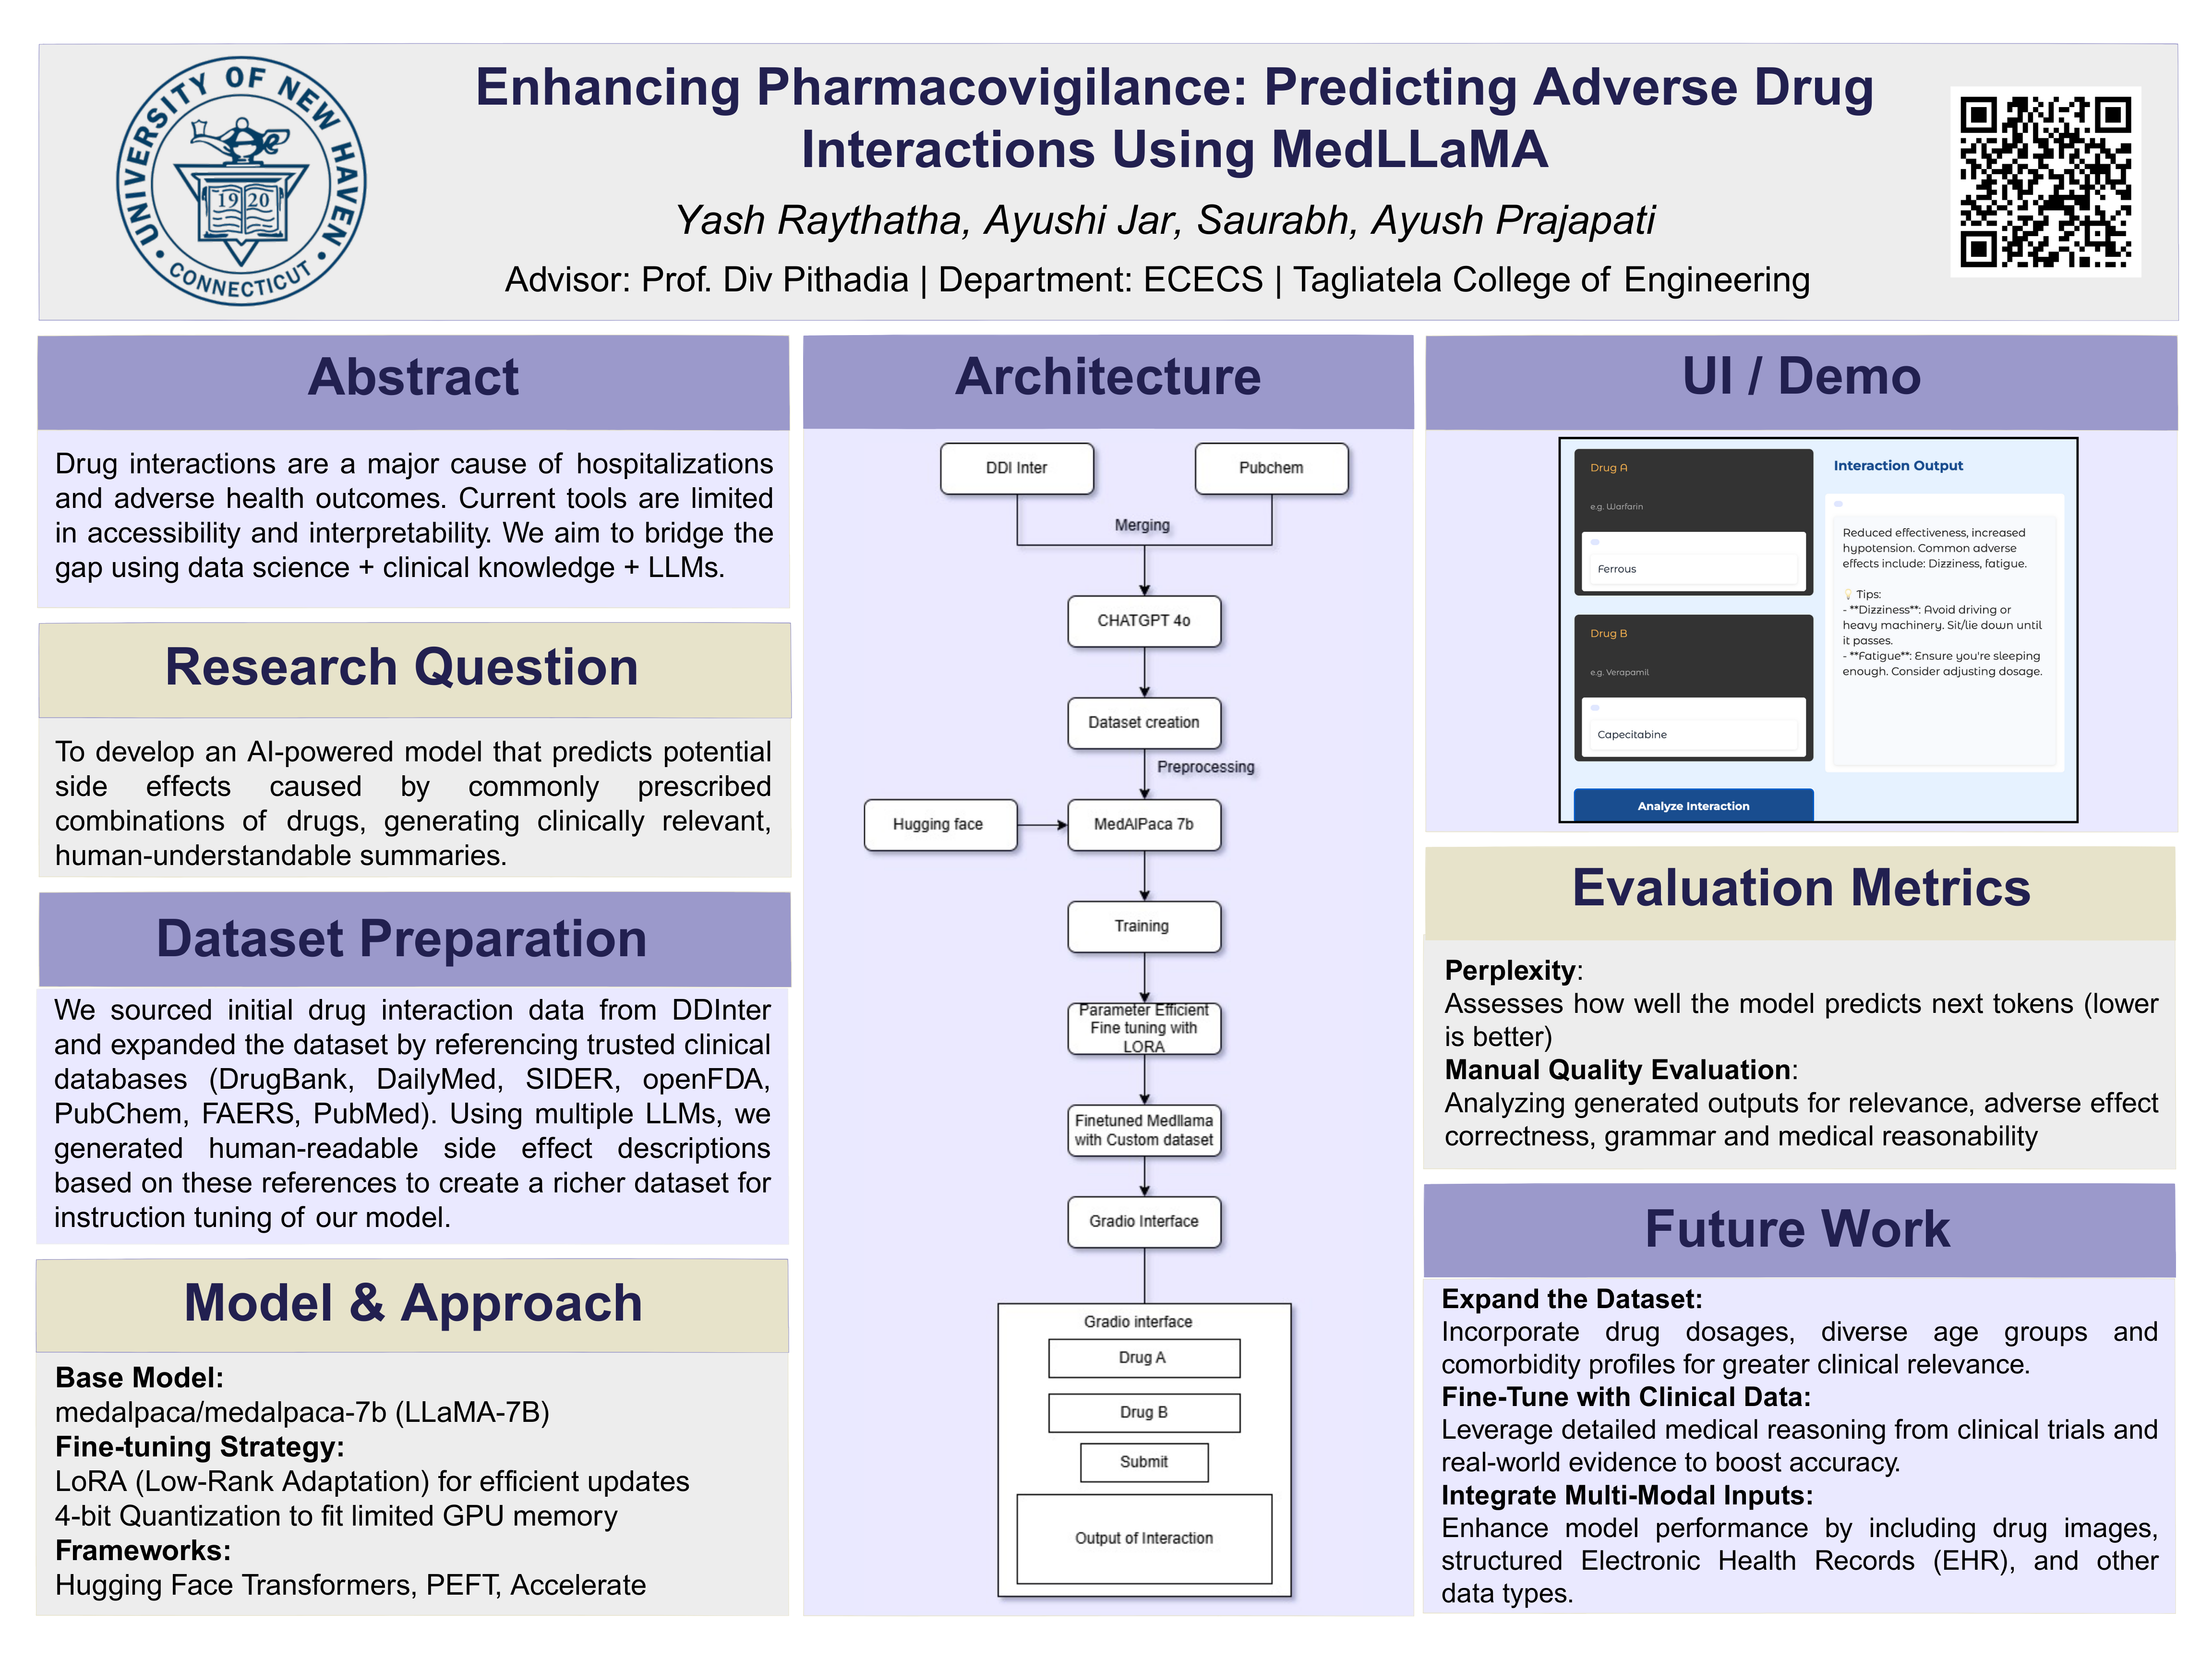 UNIVERSITY OF NEW HAVEN
19 20
CONNECTICUT
Enhancing Pharmacovigilance: Predicting Adverse Drug
Interactions Using MedLLaMA
Yash Raythatha, Ayushi Jar, Saurabh, Ayush Prajapati
Advisor: Prof. Div Pithadia | Department: ECECS | Tagliatela College of Engineering
Abstract
Drug interactions are a major cause of hospitalizations
and adverse health outcomes. Current tools are limited
in accessibility and interpretability. We aim to bridge the
gap using data science + clinical knowledge + LLMs.
Research Question
To develop an AI-powered model that predicts potential
side effects caused by commonly prescribed
combinations of drugs, generating clinically relevant,
human-understandable summaries.
Dataset Preparation
We sourced initial drug interaction data from DDInter
and expanded the dataset by referencing trusted clinical
databases (DrugBank, DailyMed, SIDER, openFDA,
PubChem, FAERS, PubMed). Using multiple LLMs, we
generated human-readable side effect descriptions
based on these references to create a richer dataset for
instruction tuning of our model.
Model & Approach
Base Model:
medalpaca/medalpaca-7b (LLaMA-7B)
Fine-tuning Strategy:
LoRA (Low-Rank Adaptation) for efficient updates
4-bit Quantization to fit limited GPU memory
Frameworks:
Hugging Face Transformers, PEFT, Accelerate
Architecture
DDI Inter
Pubchem
Merging
CHATGPT 4o
Dataset creation
Preprocessing
Hugging face
MedAlPaca 7b
Training
Parameter Efficient
Fine tuning with
LORA
Finetuned Medllama
with Custom dataset
Gradio Interface
Gradio interface
Drug A
Drug B
Submit
Output of Interaction
UI / Demo
Drug A
e.g. Warfarin
Ferrous
Drug B
e.g. Verapamil
Capecitabine
Analyze Interaction
Interaction Output
Reduced effectiveness, increased
hypotension. Common adverse
effects include: Dizziness, fatigue.
💡 Tips:
- **Dizziness**: Avoid driving or
heavy machinery. Sit/lie down until
it passes.
- **Fatigue**: Ensure you're sleeping
enough. Consider adjusting dosage.
Evaluation Metrics
Perplexity:
Assesses how well the model predicts next tokens (lower
is better)
Manual Quality Evaluation:
Analyzing generated outputs for relevance, adverse effect
correctness, grammar and medical reasonability
Future Work
Expand the Dataset:
Incorporate drug dosages, diverse age groups and
comorbidity profiles for greater clinical relevance.
Fine-Tune with Clinical Data:
Leverage detailed medical reasoning from clinical trials and
real-world evidence to boost accuracy.
Integrate Multi-Modal Inputs:
Enhance model performance by including drug images,
structured Electronic Health Records (EHR), and other
data types.